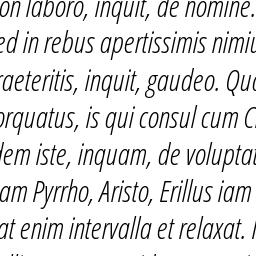 on laboro, inquit, de nomine.
ed in rebus apertissimis nimiu
raeteritis, inquit, gaudeo. Qu
orquatus, is qui consul cum C
dem iste, inquam, de voluptat
am Pyrrho, Aristo, Erillus iam
at enim intervalla et relaxat.